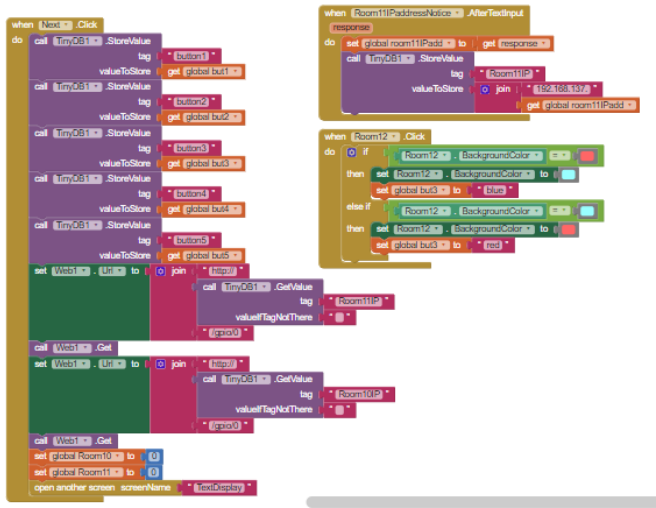 when Next .Click
do call TinyDB1 .StoreValue
tag " button1 "
valueToStore get global but1
call TinyDB1 .StoreValue
tag " button2 "
valueToStore get global but2
call TinyDB1 .StoreValue
tag " button3 "
valueToStore get global but3
call TinyDB1 .StoreValue
tag " button4 "
valueToStore get global but4
call TinyDB1 .StoreValue
tag " button5 "
valueToStore get global but5
set Web1 . Url to join " http:// "
call TinyDB1 .GetValue
tag " Room11IP "
valueIfTagNotThere " "
" /gpio/0 "
call Web1 .Get
set Web1 . Url to join " http:// "
call TinyDB1 .GetValue
tag " Room10IP "
valueIfTagNotThere " "
" /gpio/0 "
call Web1 .Get
set global Room10 to 0
set global Room11 to 0
open another screen screenName " TextDisplay "
when Room11IPaddressNotice .AfterTextInput
response
do set global room11IPadd to get response
call TinyDB1 .StoreValue
tag " Room11IP "
valueToStore join " 192.168.137. "
get global room11IPadd
when Room12 .Click
do if Room12 . BackgroundColor =
then set Room12 . BackgroundColor to
set global but3 to " blue "
else if Room12 . BackgroundColor =
then set Room12 . BackgroundColor to
set global but3 to " red "